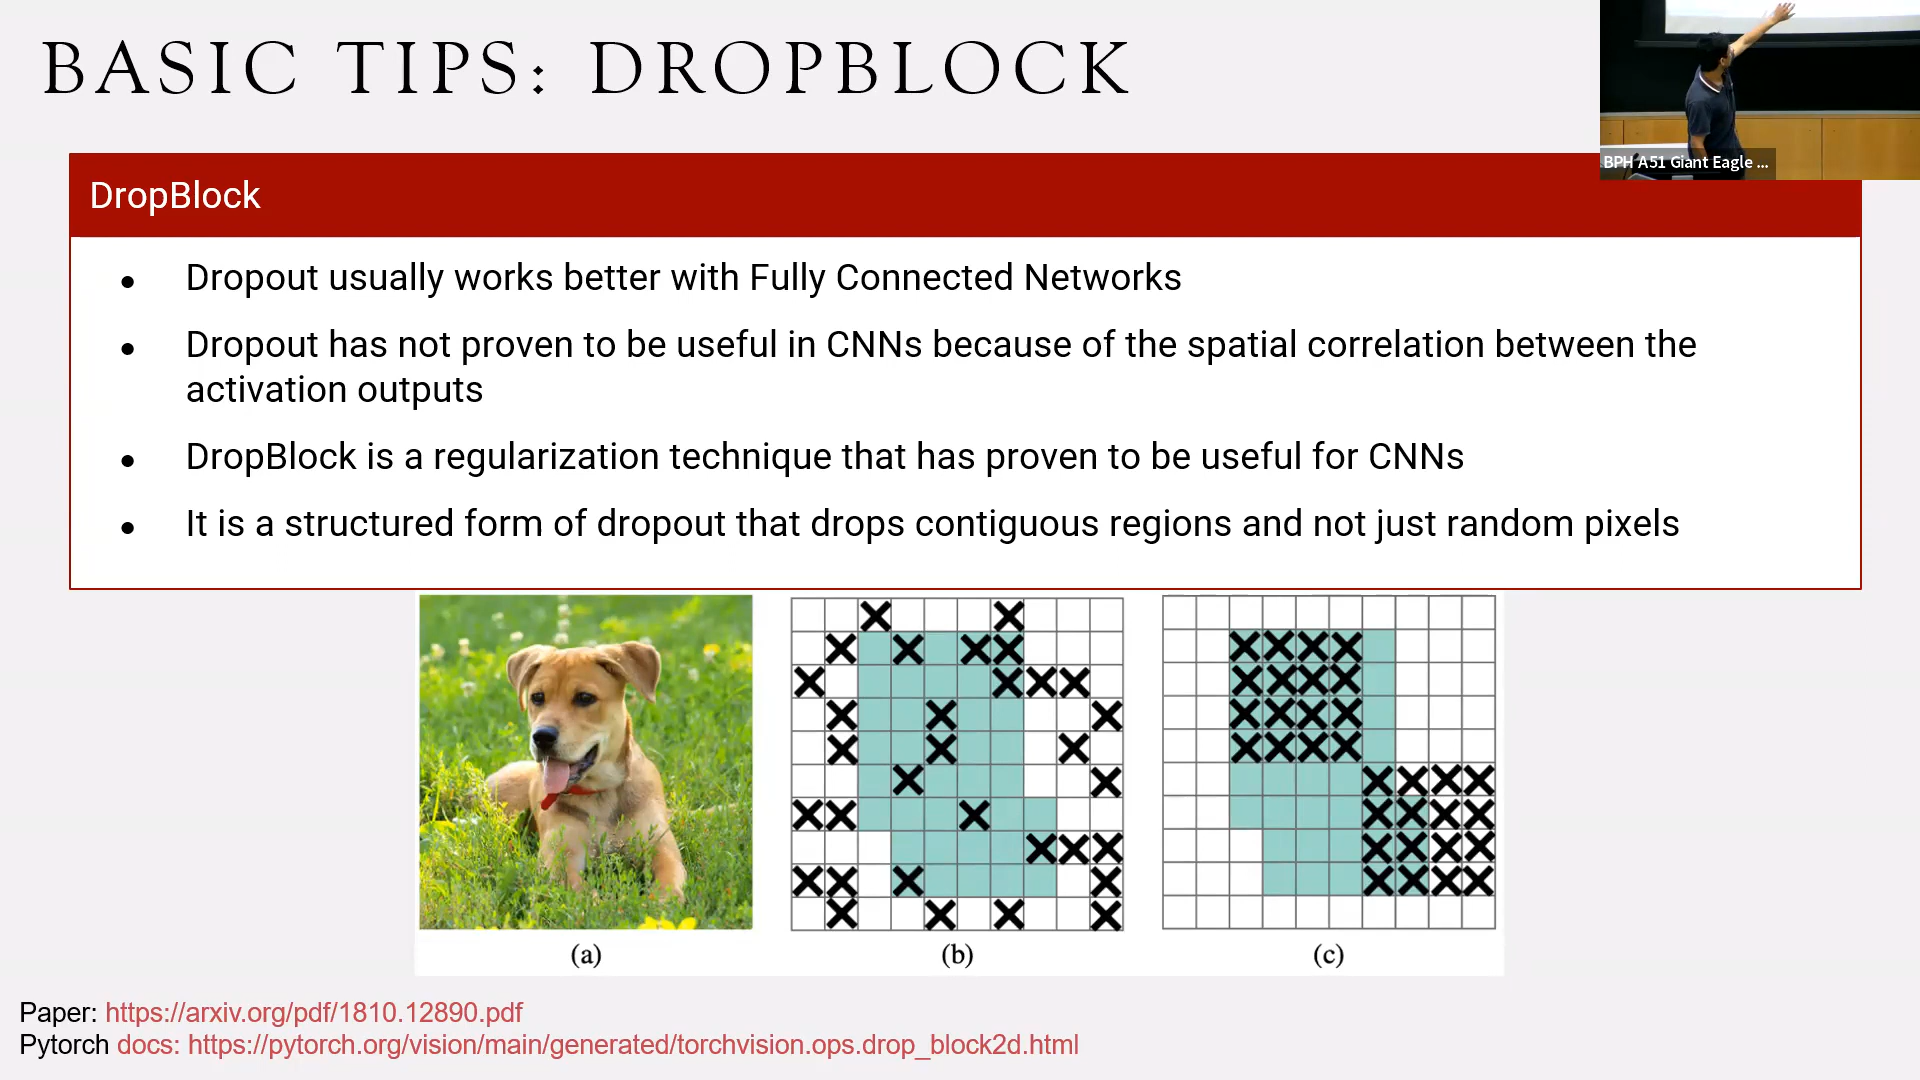 BASIC TIPS: DROPBLOCK
BPH A51 Giant Eagle ...
DropBlock
● Dropout usually works better with Fully Connected Networks
● Dropout has not proven to be useful in CNNs because of the spatial correlation between the
activation outputs
● DropBlock is a regularization technique that has proven to be useful for CNNs
● It is a structured form of dropout that drops contiguous regions and not just random pixels
(a) (b) (c)
Paper: https://arxiv.org/pdf/1810.12890.pdf
Pytorch docs: https://pytorch.org/vision/main/generated/torchvision.ops.drop_block2d.html